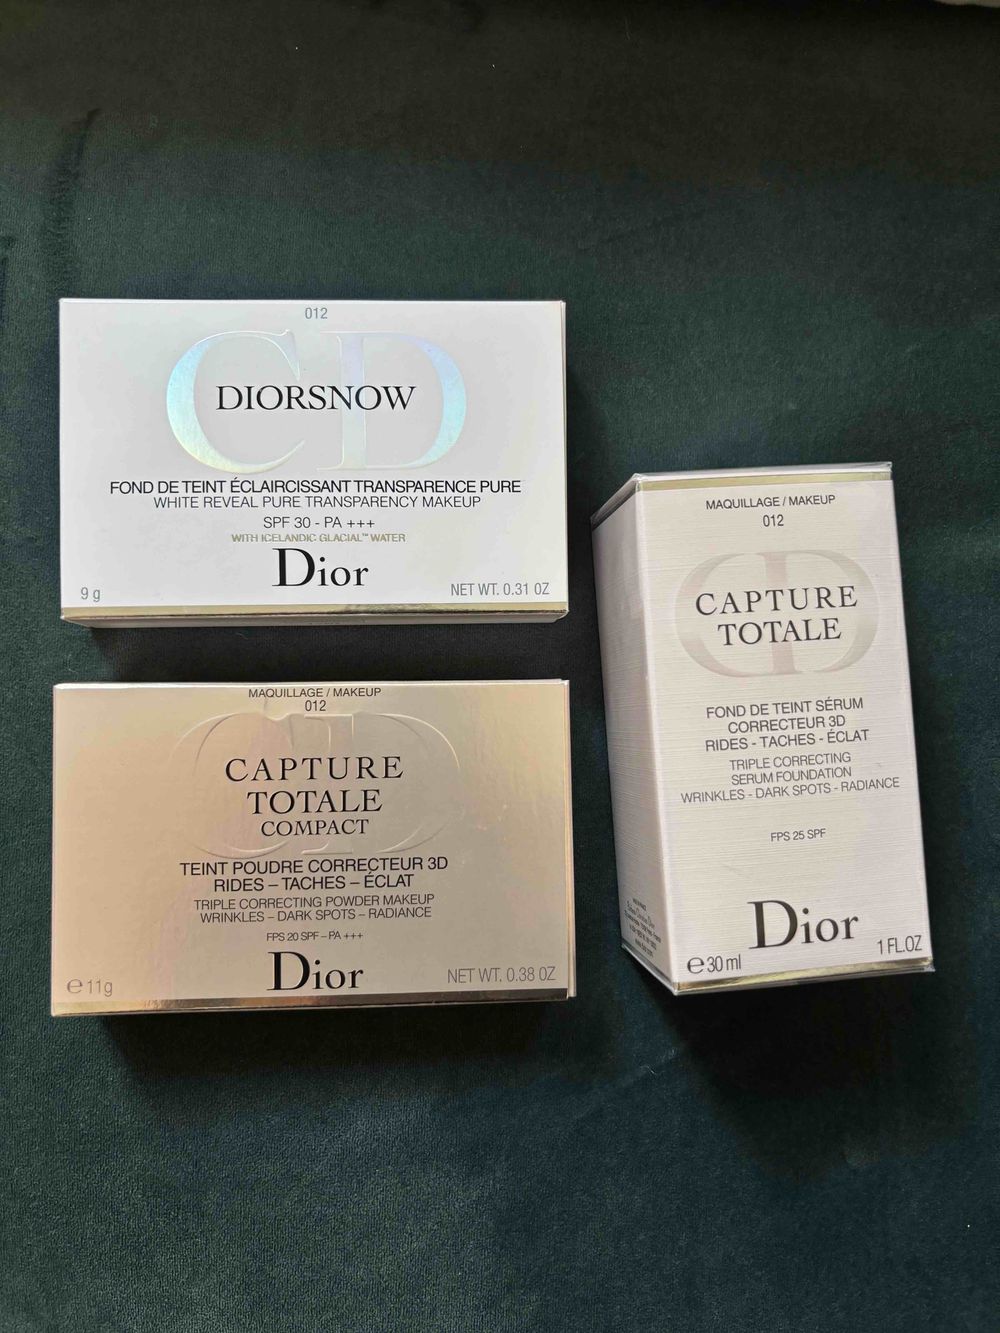 012
CD
DIORSNOW
FOND DE TEINT ÉCLAIRCISSANT TRANSPARENCE PURE
WHITE REVEAL PURE TRANSPARENCY MAKEUP
SPF 30 - PA +++
WITH ICELANDIC GLACIAL™ WATER
Dior
9 g
NET WT. 0.31 OZ
MAQUILLAGE / MAKEUP
012
CD
CAPTURE
TOTALE
COMPACT
TEINT POUDRE CORRECTEUR 3D
RIDES – TACHES – ÉCLAT
TRIPLE CORRECTING POWDER MAKEUP
WRINKLES – DARK SPOTS – RADIANCE
FPS 20 SPF – PA +++
Dior
e 11g
NET WT. 0.38 OZ
MAQUILLAGE / MAKEUP
012
CD
CAPTURE
TOTALE
FOND DE TEINT SÉRUM
CORRECTEUR 3D
RIDES - TACHES - ÉCLAT
TRIPLE CORRECTING
SERUM FOUNDATION
WRINKLES - DARK SPOTS - RADIANCE
FPS 25 SPF
Dior
e 30 ml
1 FL.OZ